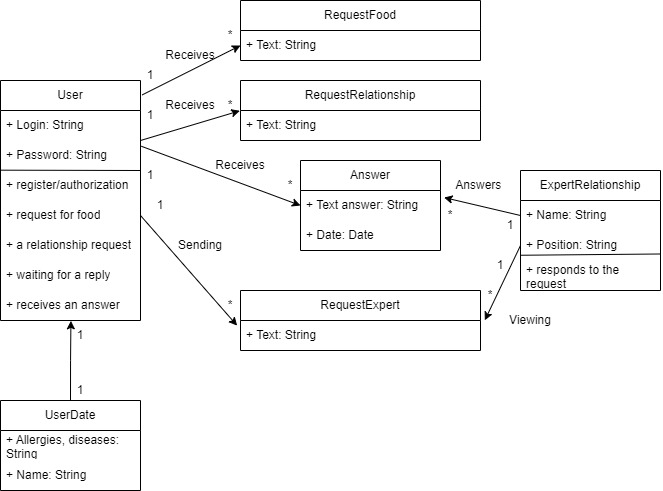 RequestFood
+ Text: String
*
Receives
1
User
+ Login: String
+ Password: String
+ register/authorization
+ request for food
+ a relationship request
+ waiting for a reply
+ receives an answer
1
Receives
*
RequestRelationship
+ Text: String
1
Receives
*
Answer
+ Text answer: String
+ Date: Date
Answers
*
1
ExpertRelationship
+ Name: String
+ Position: String
+ responds to the
request
1
Sending
*
RequestExpert
+ Text: String
1
*
Viewing
1
1
UserDate
+ Allergies, diseases:
String
+ Name: String